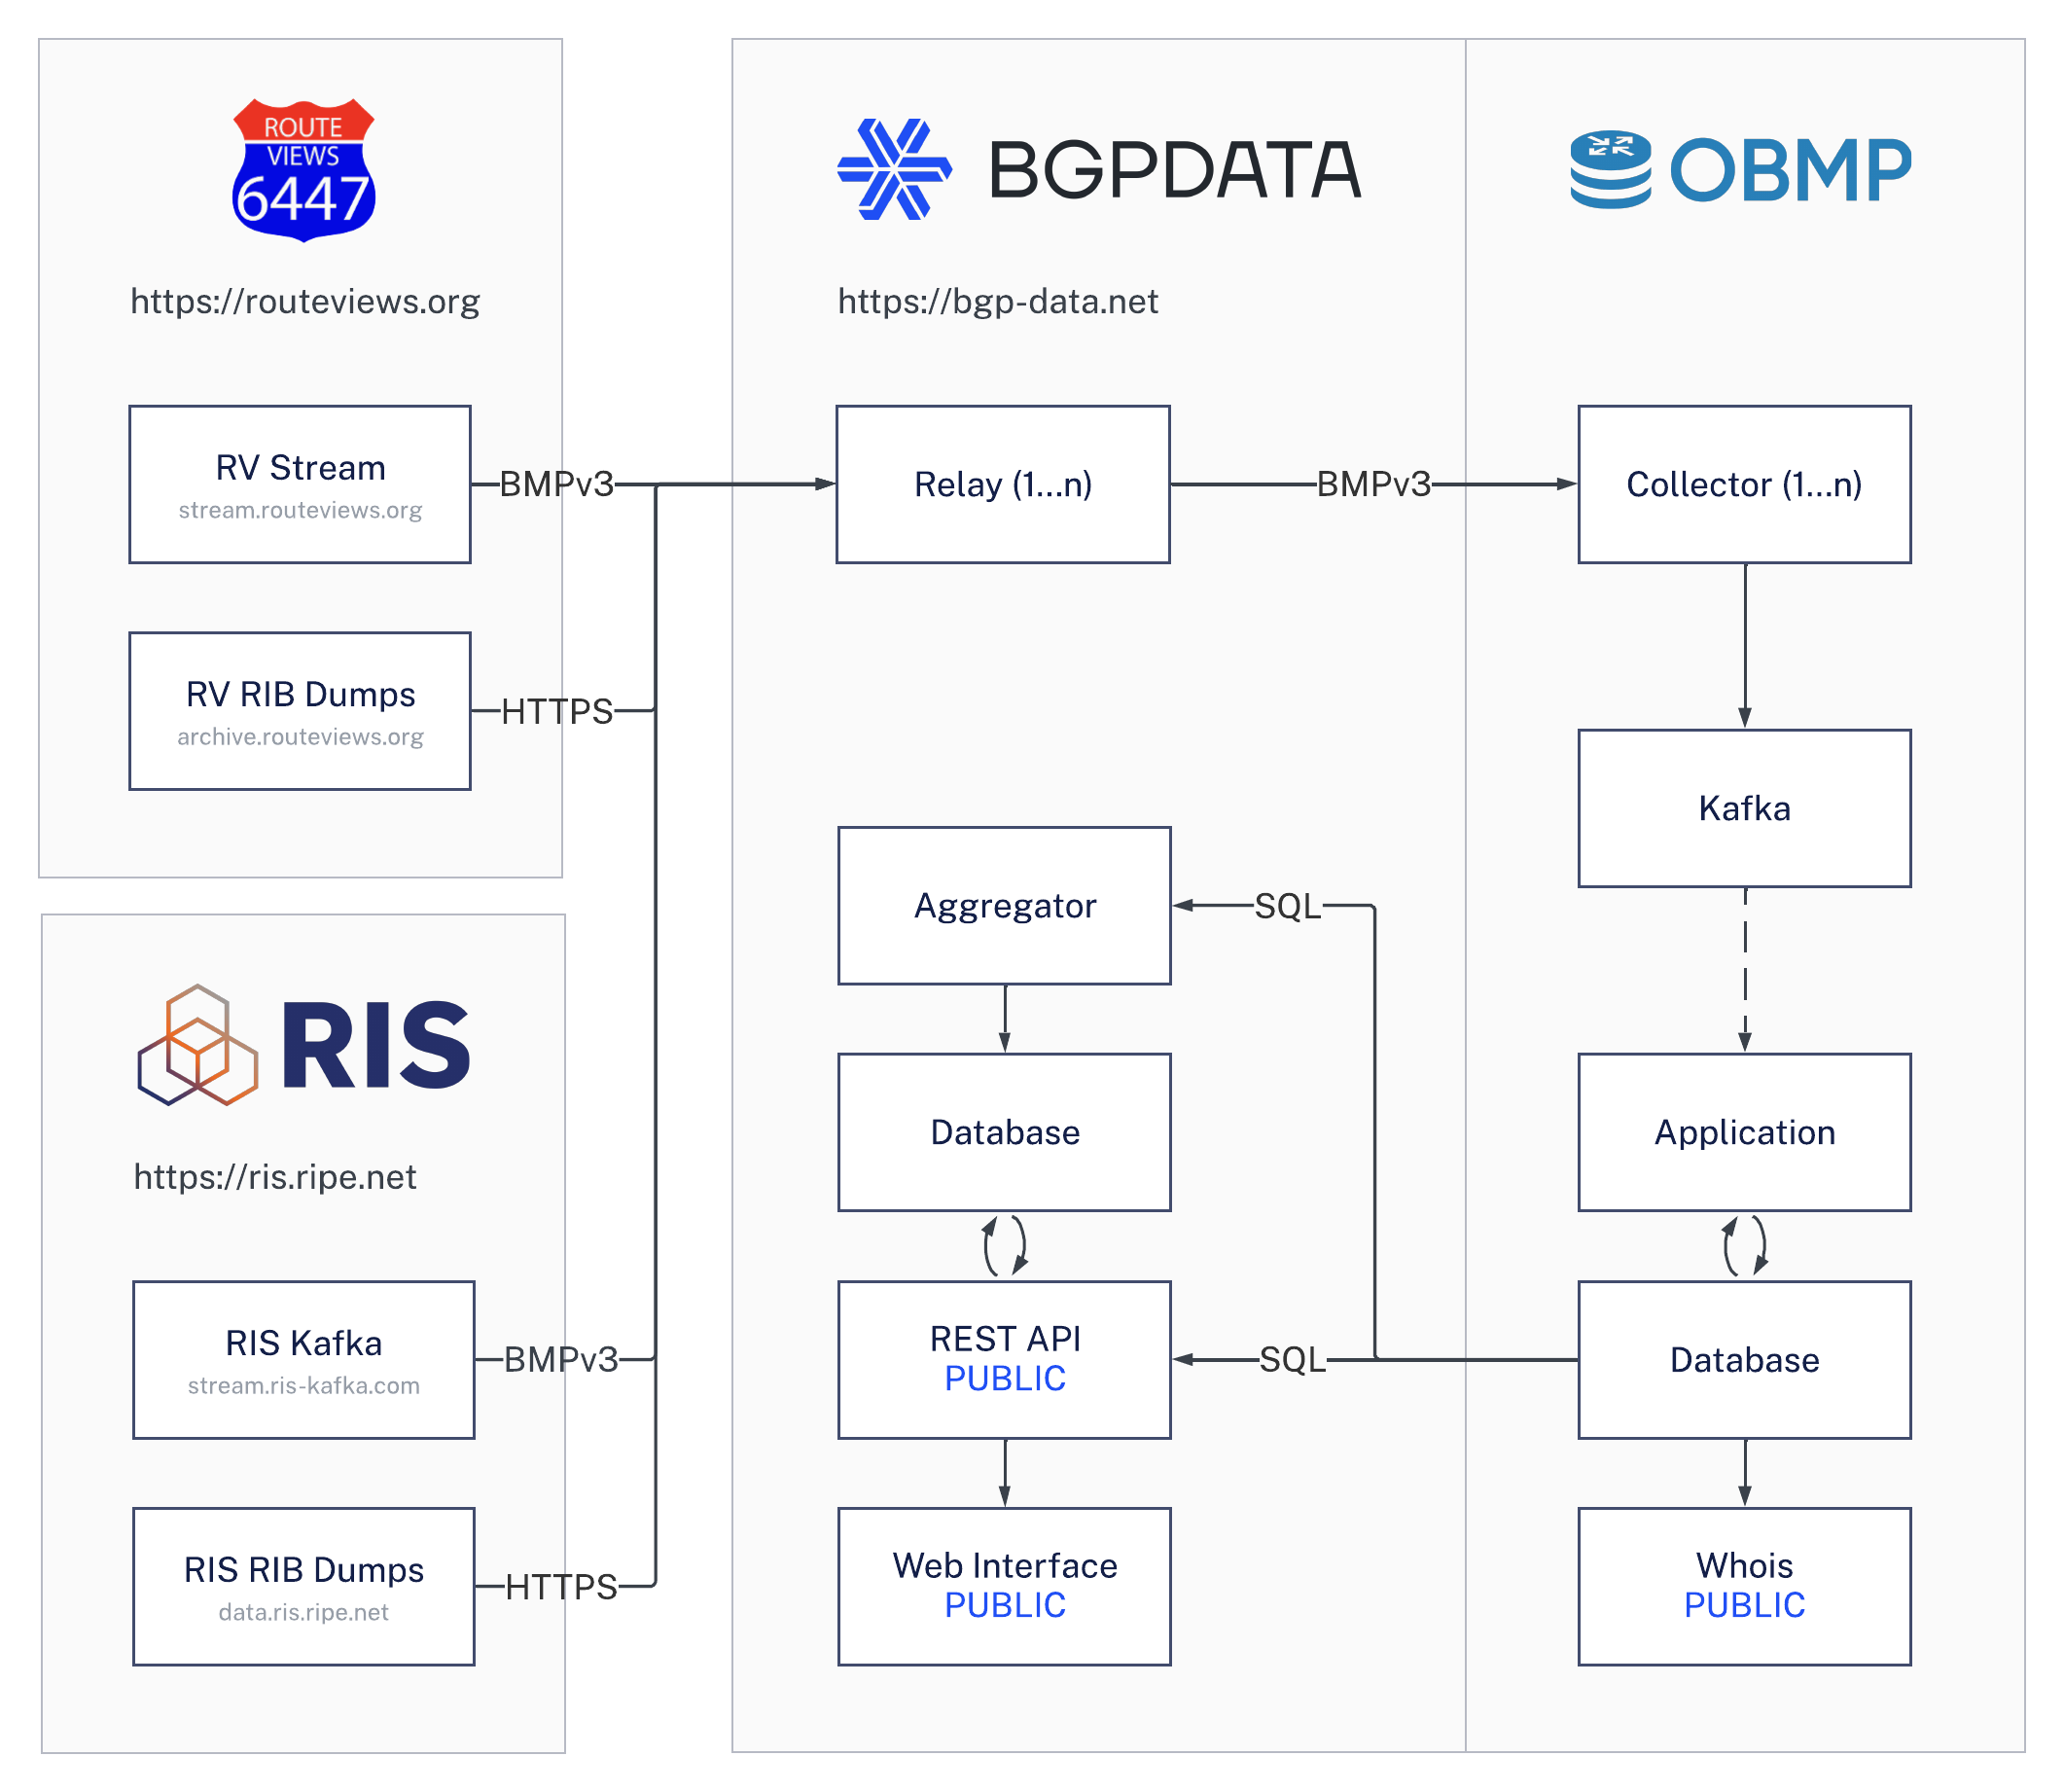 ROUTE
VIEWS
6447
https://routeviews.org
RV Stream
stream.routeviews.org
BMPv3
RV RIB Dumps
archive.routeviews.org
HTTPS
RIS
https://ris.ripe.net
RIS Kafka
stream.ris-kafka.com
BMPv3
RIS RIB Dumps
data.ris.ripe.net
HTTPS
BGPDATA
https://bgp-data.net
Relay (1...n)
BMPv3
Aggregator
SQL
Database
REST API
PUBLIC
SQL
Web Interface
PUBLIC
OBMP
Collector (1...n)
Kafka
Application
Database
Whois
PUBLIC